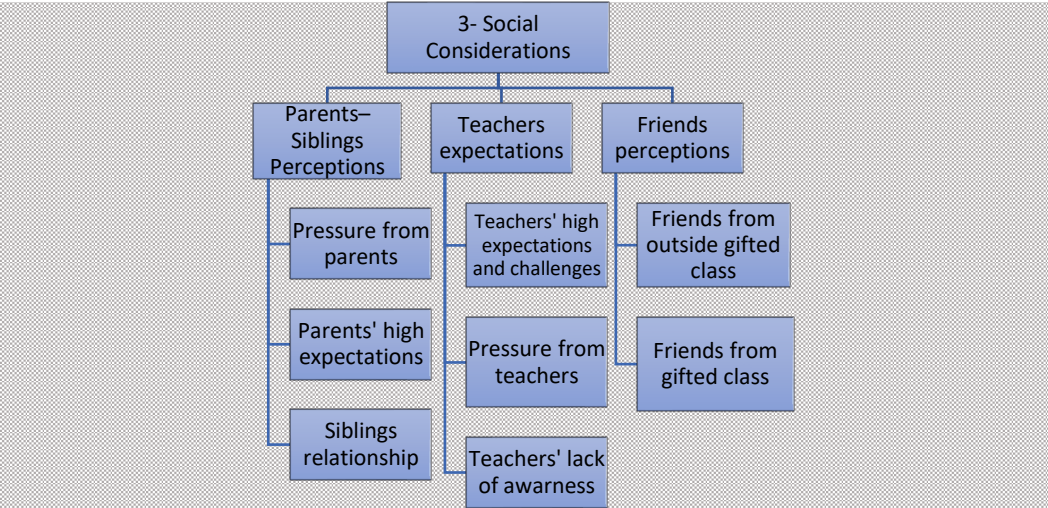 3- Social
Considerations
Parents–
Siblings
Perceptions
Pressure from
parents
Parents' high
expectations
Siblings
relationship
Teachers
expectations
Teachers' high
expectations
and challenges
Pressure from
teachers
Teachers' lack
of awarness
Friends
perceptions
Friends from
outside gifted
class
Friends from
gifted class